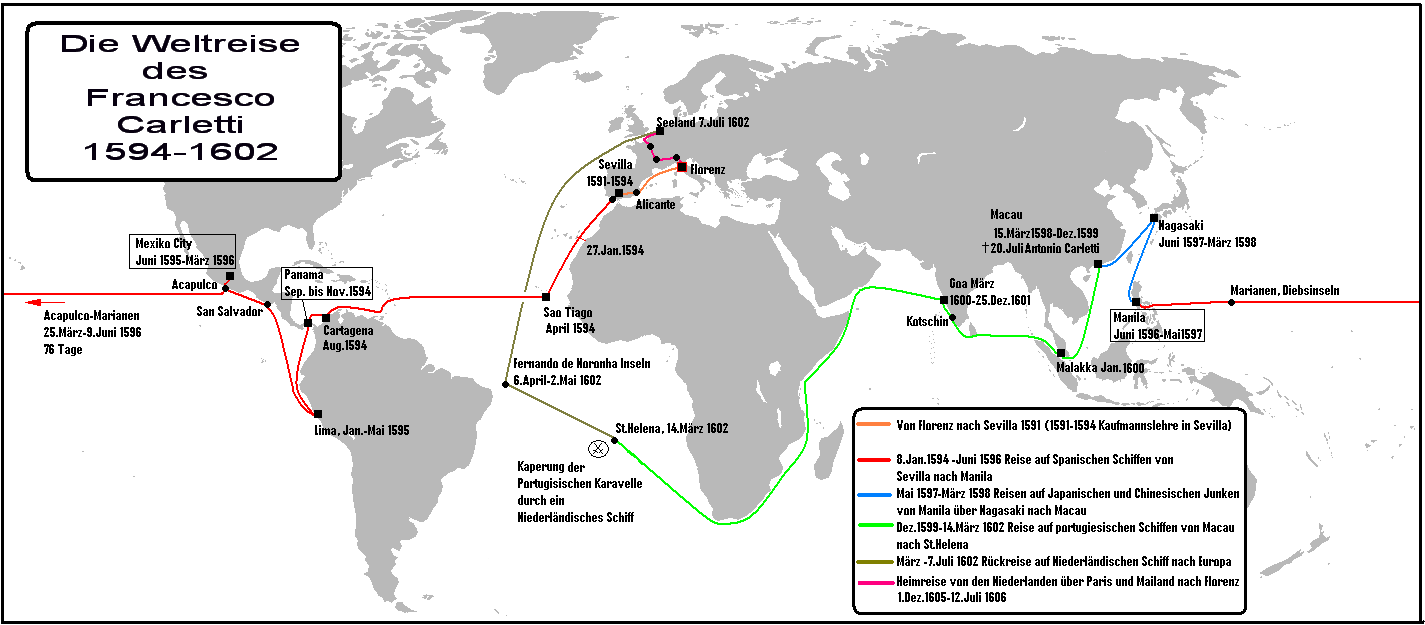 Die Weltreise
des
Francesco
Carletti
1594-1602
Seeland 7.Juli 1602
Sevilla
1591-1594
Florenz
Alicante
27.Jan.1594
Mexiko City
Juni 1595-März 1596
Acapulco
Panama
Sep. bis Nov.1594
San Salvador
Acapulco-Marianen
25.März-9.Juni 1596
76 Tage
Cartagena
Aug.1594
Sao Tiago
April 1594
Macau
15.März1598-Dez.1599
†20.Juli Antonio Carletti
Nagasaki
Juni 1597-März 1598
Goa März
1600-25.Dez.1601
Kotschin
Marianen, Diebsinseln
Manila
Juni 1596-Mai1597
Malakka Jan.1600
Fernando de Noronha Inseln
6.April-2.Mai 1602
Lima, Jan.-Mai 1595
St.Helena, 14.März 1602
Kaperung der
Portugisischen Karavelle
durch ein
Niederländisches Schiff
Von Florenz nach Sevilla 1591 (1591-1594 Kaufmannslehre in Sevilla)
8.Jan.1594 -Juni 1596 Reise auf Spanischen Schiffen von
Sevilla nach Manila
Mai 1597-März 1598 Reisen auf Japanischen und Chinesischen Junken
von Manila über Nagasaki nach Macau
Dez.1599-14.März 1602 Reise auf portugiesischen Schiffen von Macau
nach St.Helena
März -7.Juli 1602 Rückreise auf Niederländischen Schiff nach Europa
Heimreise von den Niederlanden über Paris und Mailand nach Florenz
1.Dez.1605-12.Juli 1606